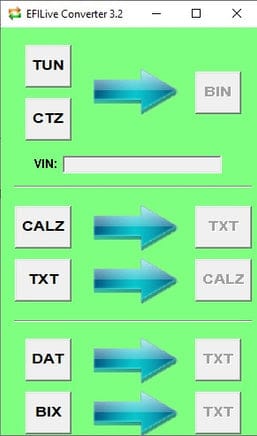 EFILive Converter 3.2
TUN
BIN
CTZ
VIN:
CALZ TXT
TXT CALZ
DAT TXT
BIX TXT